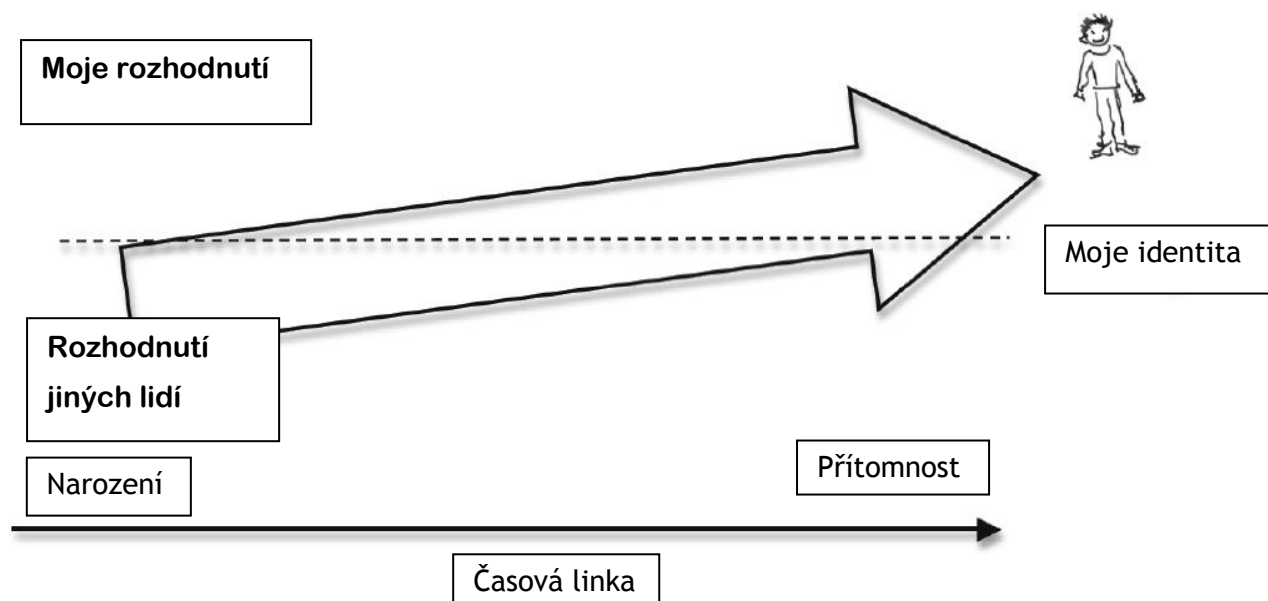 Moje rozhodnutí
Moje identita
Rozhodnutí
jiných lidí
Narození
Přítomnost
Časová linka